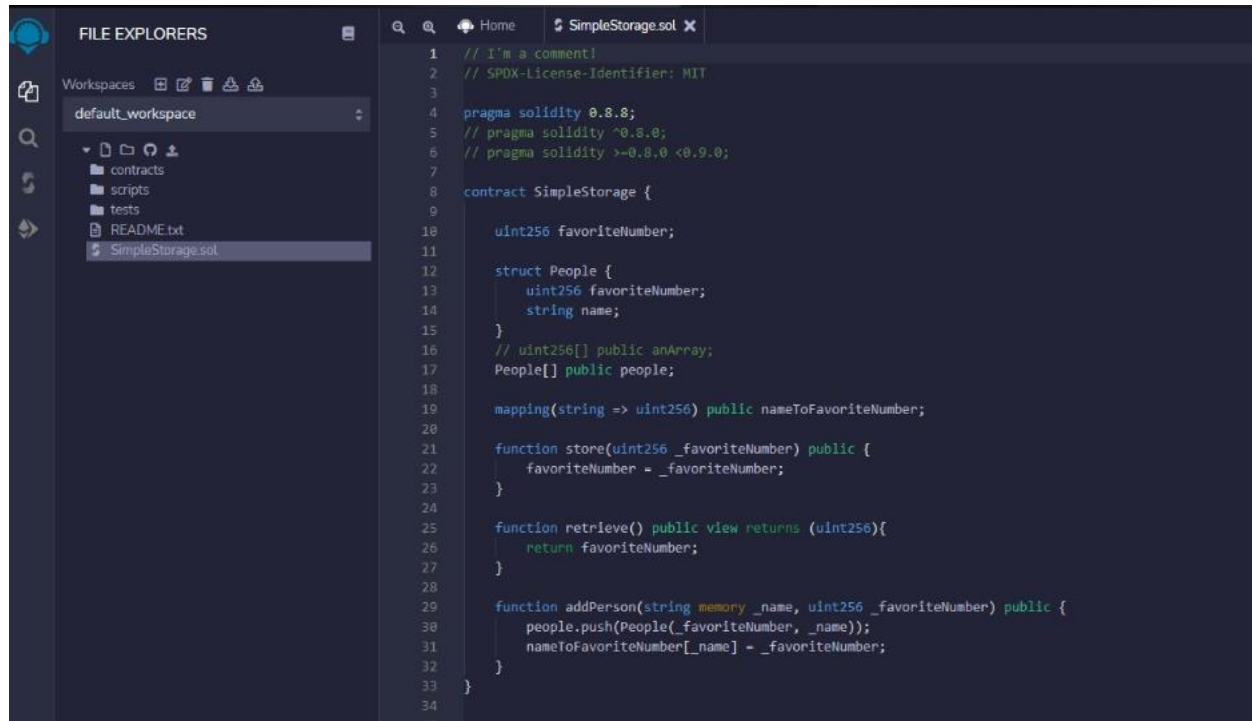 FILE EXPLORERS
Workspaces
default_workspace
contracts
scripts
tests
README.txt
SimpleStorage.sol
Home SimpleStorage.sol
1 // I'm a comment!
2 // SPDX-License-Identifier: MIT
3
4 pragma solidity 0.8.8;
5 // pragma solidity ^0.8.0;
6 // pragma solidity >=0.8.0 <0.9.0;
7
8 contract SimpleStorage {
9
10 uint256 favoriteNumber;
11
12 struct People {
13 uint256 favoriteNumber;
14 string name;
15 }
16 // uint256[] public anArray;
17 People[] public people;
18
19 mapping(string => uint256) public nameToFavoriteNumber;
20
21 function store(uint256 _favoriteNumber) public {
22 favoriteNumber = _favoriteNumber;
23 }
24
25 function retrieve() public view returns (uint256){
26 return favoriteNumber;
27 }
28
29 function addPerson(string memory _name, uint256 _favoriteNumber) public {
30 people.push(People(_favoriteNumber, _name));
31 nameToFavoriteNumber[_name] = _favoriteNumber;
32 }
33 }
34